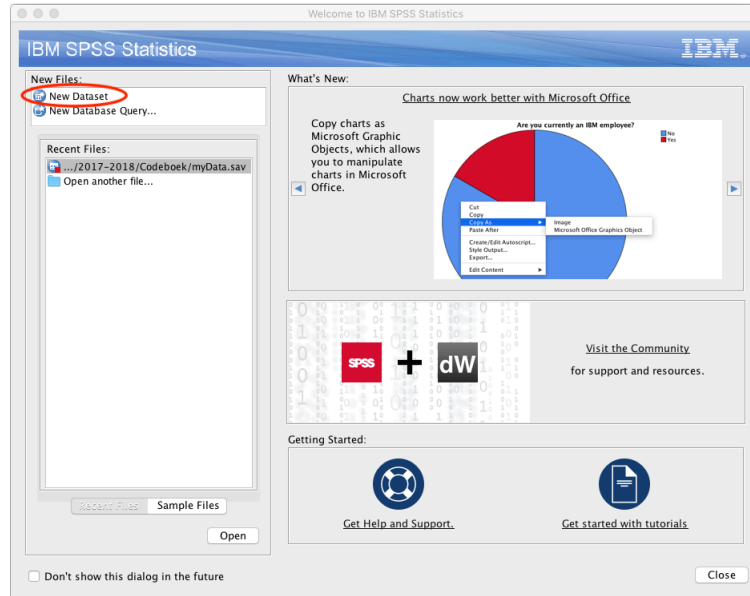 Welcome to IBM SPSS Statistics
IBM SPSS Statistics
IBM.
New Files:
New Dataset
New Database Query...
Recent Files:
.../2017-2018/Codeboek/myData.sav
Open another file...
Recent Files
Sample Files
Open
Don't show this dialog in the future
What's New:
Charts now work better with Microsoft Office
Copy charts as
Microsoft Graphic
Objects, which allows
you to manipulate
charts in Microsoft
Office.
Are you currently an IBM employee?
No
Yes
Cut
Copy
Copy As
Paste After
Create/Edit Autoscript...
Style Output...
Export...
Edit Content
Image
Microsoft Office Graphics Object
SPSS
+
dW
Visit the Community
for support and resources.
Getting Started:
Get Help and Support.
Get started with tutorials
Close